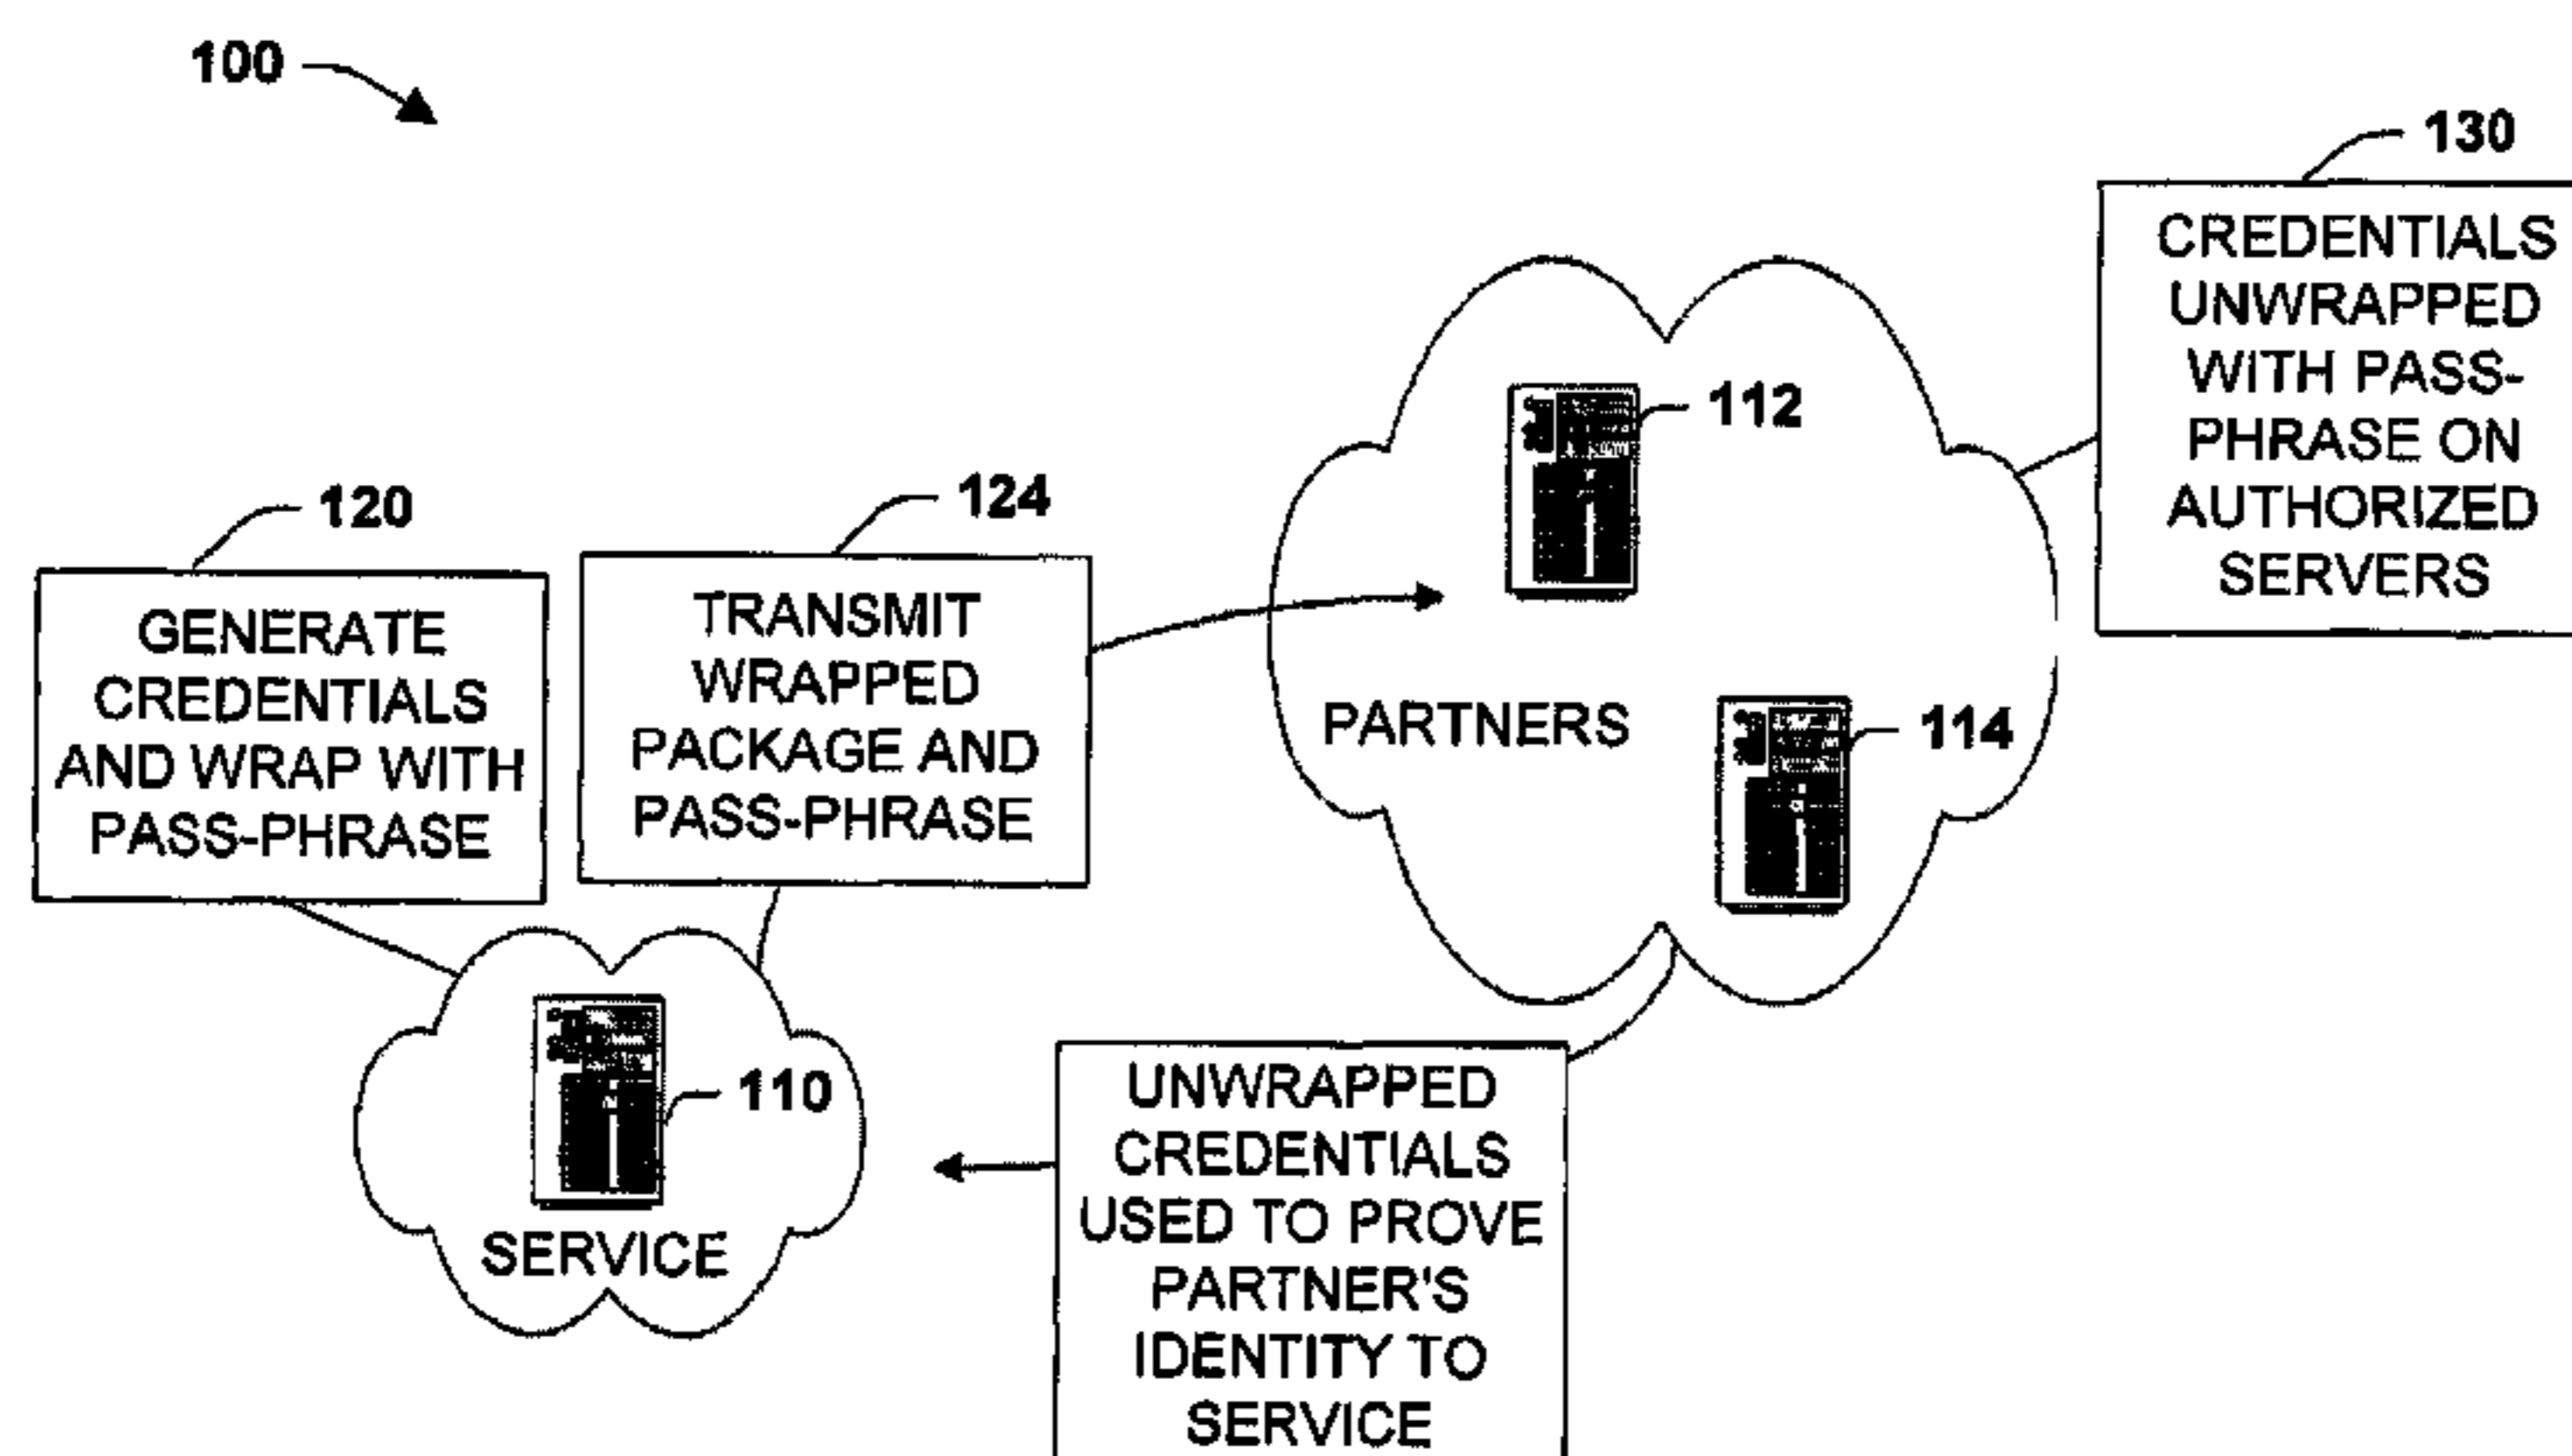 100
130
CREDENTIALS
UNWRAPPED
WITH PASS-
PHRASE ON
AUTHORIZED
SERVERS
112
124
120
TRANSMIT
WRAPPED
PACKAGE AND
PASS-PHRASE
GENERATE
CREDENTIALS
AND WRAP WITH
PASS-PHRASE
PARTNERS
114
110
SERVICE
UNWRAPPED
CREDENTIALS
USED TO PROVE
PARTNER'S
IDENTITY TO
SERVICE